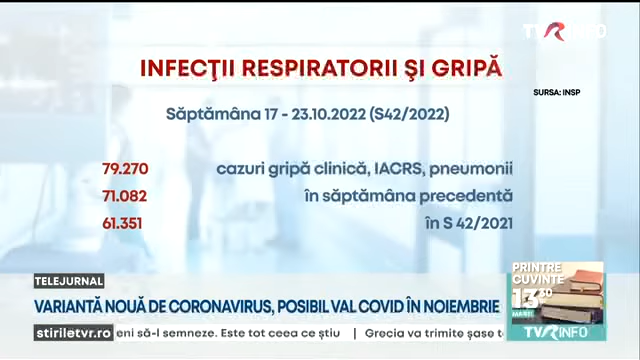 TVR INFO
INFECŢII RESPIRATORII ŞI GRIPĂ
SURSA: INSP
Săptămâna 17 - 23.10.2022 (S42/2022)
79.270 cazuri gripă clinică, IACRS, pneumonii
71.082 în săptămâna precedentă
61.351 în S 42/2021
TELEJURNAL
VARIANTĂ NOUĂ DE CORONAVIRUS, POSIBIL VAL COVID ÎN NOIEMBRIE
PRINTRE
CUVINTE
13 30
MARŢI
stiriletvr.ro eni să-l semneze. Este tot ceea ce știu | Grecia va trimite șase t
TVR INFO